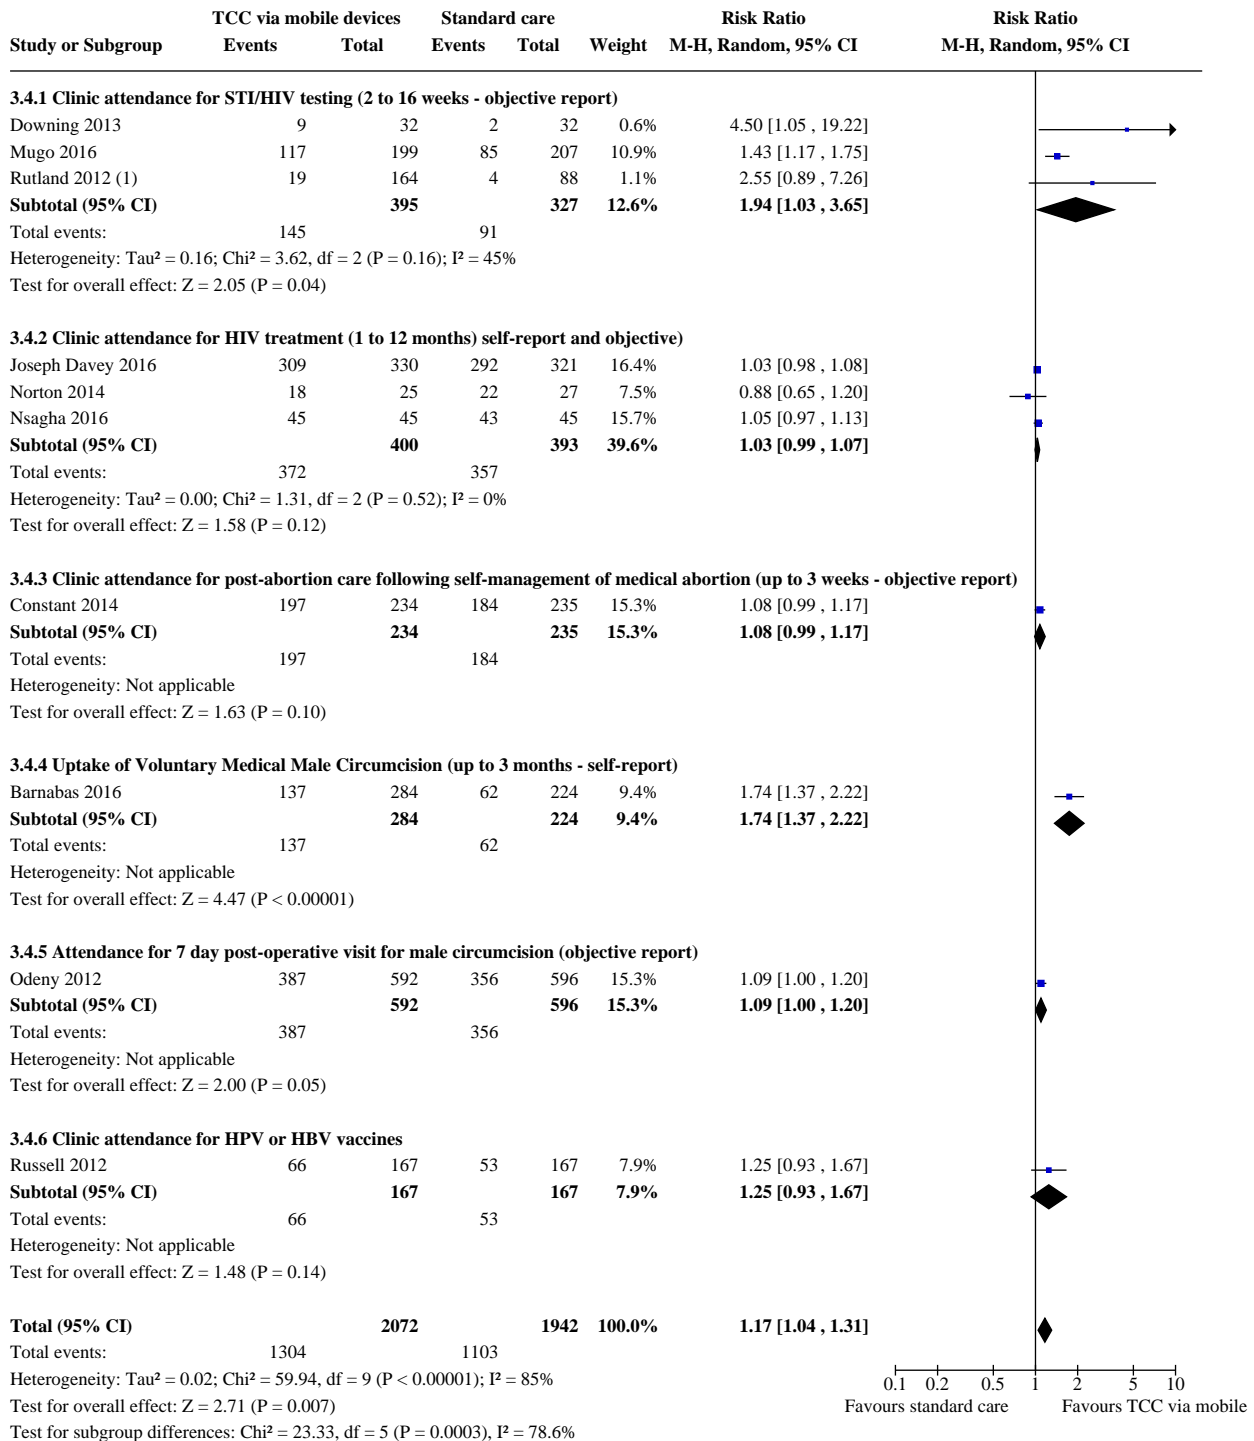 TCC via mobile devices Standard care Risk Ratio Risk Ratio
Study or Subgroup Events Total Events Total Weight M-H, Random, 95% CI M-H, Random, 95% CI
3.4.1 Clinic attendance for STI/HIV testing (2 to 16 weeks - objective report)
Downing 2013 9 32 2 32 0.6% 4.50 [1.05 , 19.22]
Mugo 2016 117 199 85 207 10.9% 1.43 [1.17 , 1.75]
Rutland 2012 (1) 19 164 4 88 1.1% 2.55 [0.89 , 7.26]
Subtotal (95% CI) 395 327 12.6% 1.94 [1.03 , 3.65]
Total events: 145 91
Heterogeneity: Tau² = 0.16; Chi² = 3.62, df = 2 (P = 0.16); I² = 45%
Test for overall effect: Z = 2.05 (P = 0.04)
3.4.2 Clinic attendance for HIV treatment (1 to 12 months) self-report and objective)
Joseph Davey 2016 309 330 292 321 16.4% 1.03 [0.98 , 1.08]
Norton 2014 18 25 22 27 7.5% 0.88 [0.65 , 1.20]
Nsagha 2016 45 45 43 45 15.7% 1.05 [0.97 , 1.13]
Subtotal (95% CI) 400 393 39.6% 1.03 [0.99 , 1.07]
Total events: 372 357
Heterogeneity: Tau² = 0.00; Chi² = 1.31, df = 2 (P = 0.52); I² = 0%
Test for overall effect: Z = 1.58 (P = 0.12)
3.4.3 Clinic attendance for post-abortion care following self-management of medical abortion (up to 3 weeks - objective report)
Constant 2014 197 234 184 235 15.3% 1.08 [0.99 , 1.17]
Subtotal (95% CI) 234 235 15.3% 1.08 [0.99 , 1.17]
Total events: 197 184
Heterogeneity: Not applicable
Test for overall effect: Z = 1.63 (P = 0.10)
3.4.4 Uptake of Voluntary Medical Male Circumcision (up to 3 months - self-report)
Barnabas 2016 137 284 62 224 9.4% 1.74 [1.37 , 2.22]
Subtotal (95% CI) 284 224 9.4% 1.74 [1.37 , 2.22]
Total events: 137 62
Heterogeneity: Not applicable
Test for overall effect: Z = 4.47 (P < 0.00001)
3.4.5 Attendance for 7 day post-operative visit for male circumcision (objective report)
Odeny 2012 387 592 356 596 15.3% 1.09 [1.00 , 1.20]
Subtotal (95% CI) 592 596 15.3% 1.09 [1.00 , 1.20]
Total events: 387 356
Heterogeneity: Not applicable
Test for overall effect: Z = 2.00 (P = 0.05)
3.4.6 Clinic attendance for HPV or HBV vaccines
Russell 2012 66 167 53 167 7.9% 1.25 [0.93 , 1.67]
Subtotal (95% CI) 167 167 7.9% 1.25 [0.93 , 1.67]
Total events: 66 53
Heterogeneity: Not applicable
Test for overall effect: Z = 1.48 (P = 0.14)
Total (95% CI) 2072 1942 100.0% 1.17 [1.04 , 1.31]
Total events: 1304 1103
Heterogeneity: Tau² = 0.02; Chi² = 59.94, df = 9 (P < 0.00001); I² = 85%
Test for overall effect: Z = 2.71 (P = 0.007)
Test for subgroup differences: Chi² = 23.33, df = 5 (P = 0.0003), I² = 78.6%
0.1 0.2 0.5 1 2 5 10
Favours standard care Favours TCC via mobile